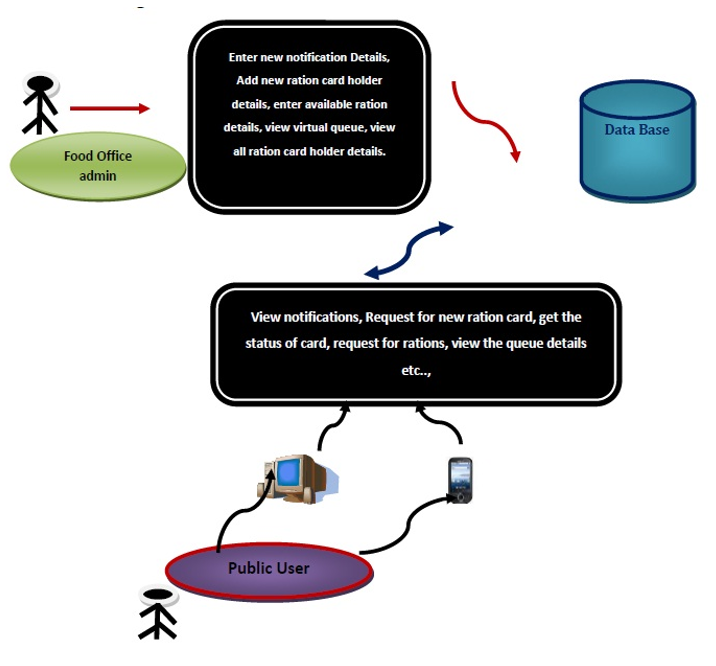 Enter new notification Details,
Add new ration card holder
details, enter available ration
details, view virtual queue, view
all ration card holder details.
Data Base
Food Office
admin
View notifications, Request for new ration card, get the
status of card, request for rations, view the queue details
etc..,
Public User